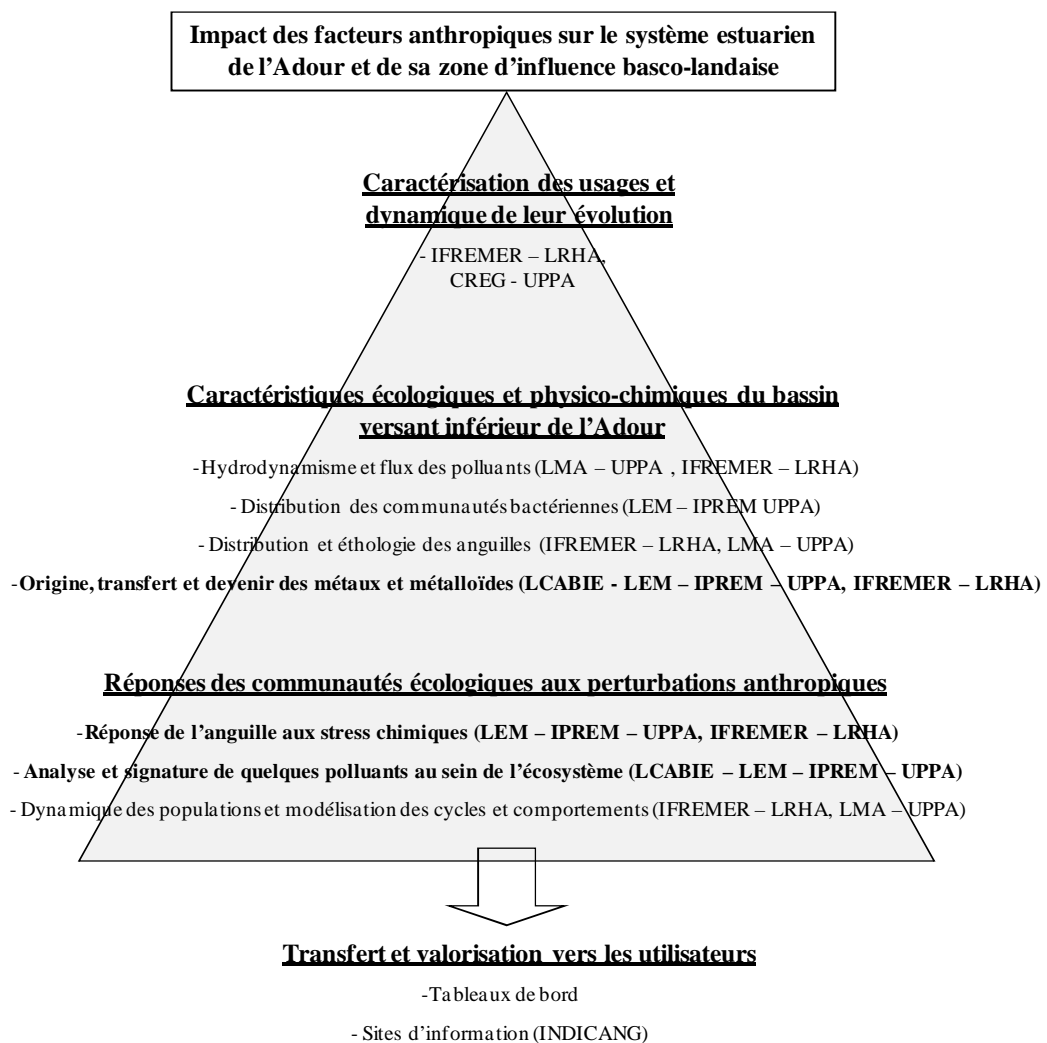 Impact des facteurs anthropiques sur le système estuarien
de l’Adour et de sa zone d’influence basco-landaise
Caractérisation des usages et
dynamique de leur évolution
- IFREMER – LRHA,
CREG - UPPA
Caractéristiques écologiques et physico-chimiques du bassin
versant inférieur de l’Adour
-Hydrodynamisme et flux des polluants (LMA – UPPA , IFREMER – LRHA)
- Distribution des communautés bactériennes (LEM – IPREM UPPA)
- Distribution et éthologie des anguilles (IFREMER – LRHA, LMA – UPPA)
-Origine, transfert et devenir des métaux et métalloïdes (LCABIE - LEM – IPREM – UPPA, IFREMER – LRHA)
Réponses des communautés écologiques aux perturbations anthropiques
-Réponse de l’anguille aux stress chimiques (LEM – IPREM – UPPA, IFREMER – LRHA)
- Analyse et signature de quelques polluants au sein de l’écosystème (LCABIE – LEM – IPREM – UPPA)
- Dynamique des populations et modélisation des cycles et comportements (IFREMER – LRHA, LMA – UPPA)
Transfert et valorisation vers les utilisateurs
-Tableaux de bord
- Sites d’information (INDICANG)